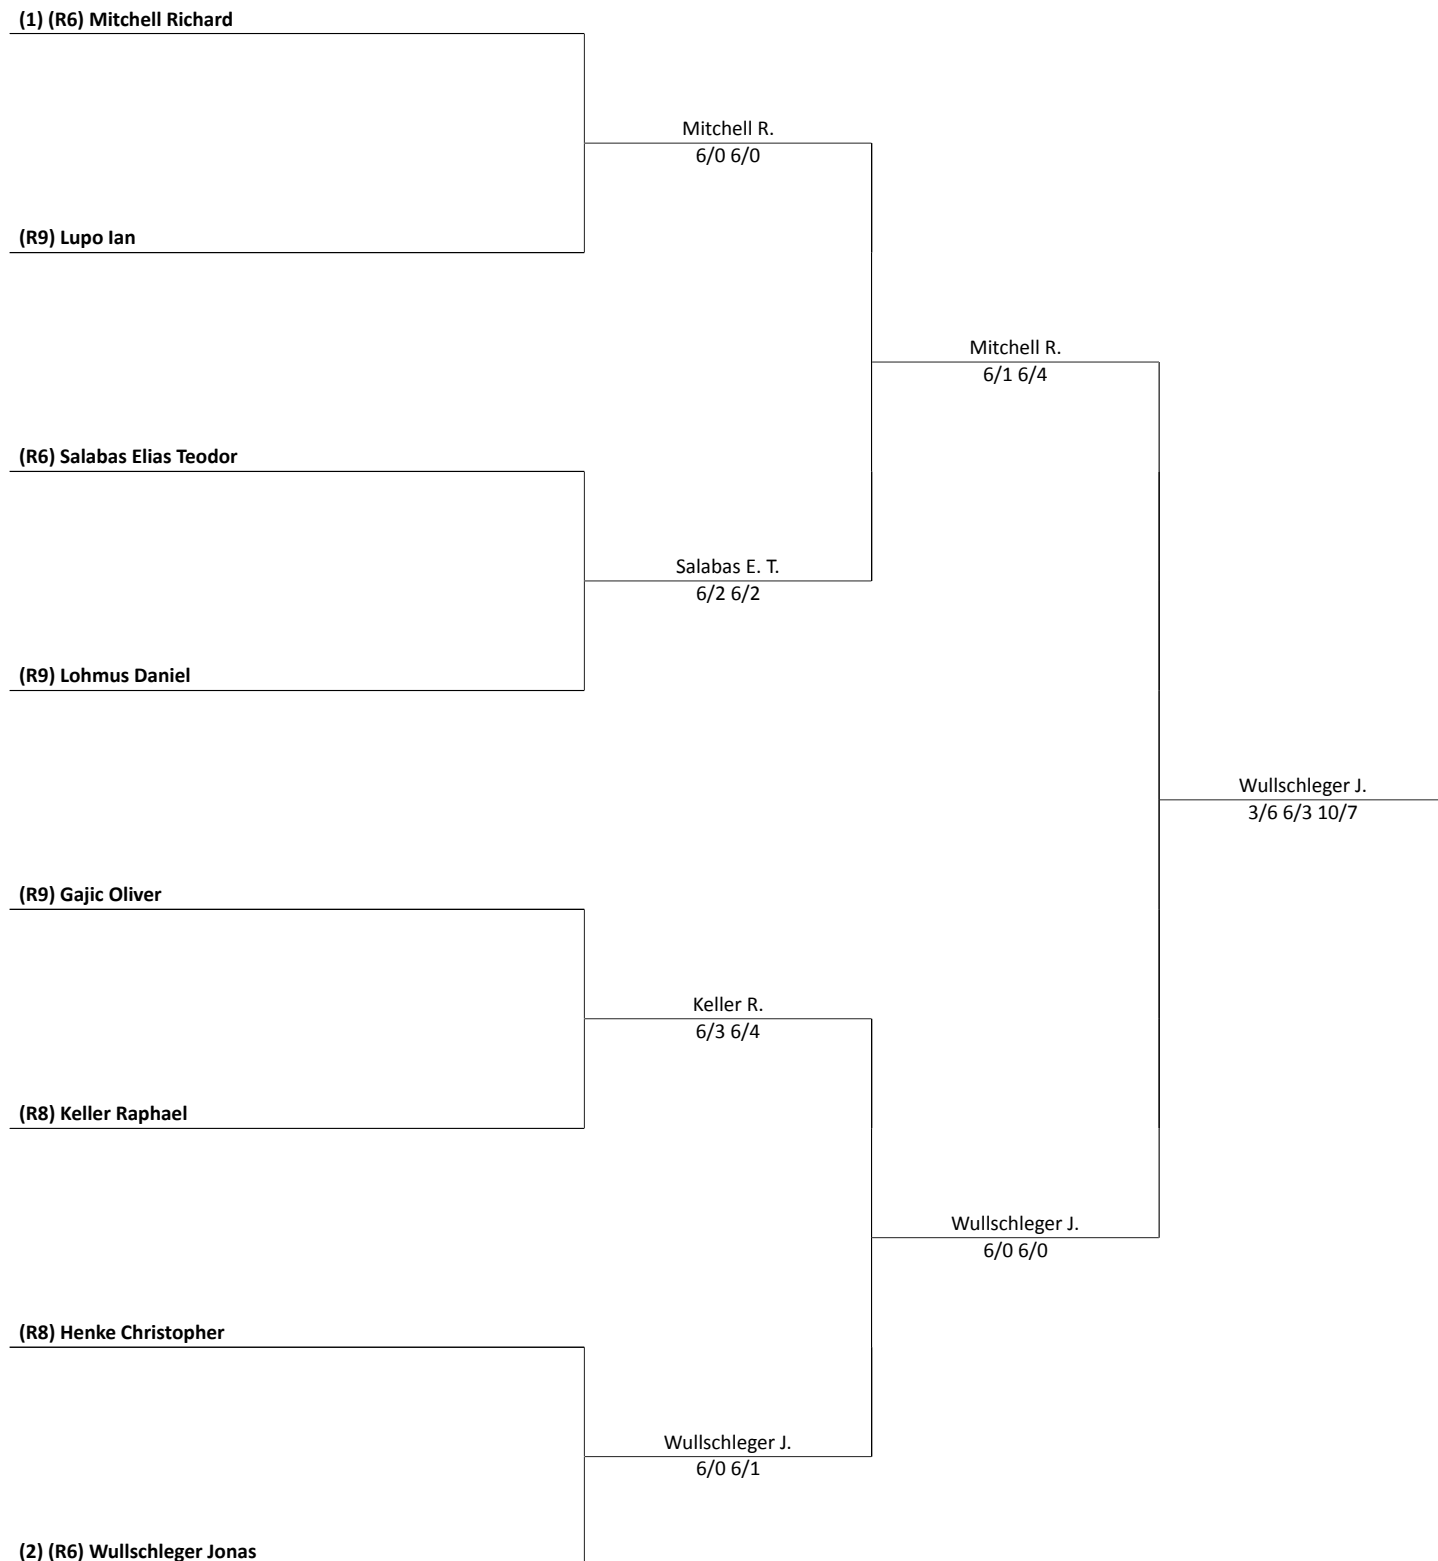 (1) (R6) Mitchell Richard
Mitchell R.
6/0 6/0
(R9) Lupo Ian
Mitchell R.
6/1 6/4
(R6) Salabas Elias Teodor
Salabas E. T.
6/2 6/2
(R9) Lohmus Daniel
Wullschleger J.
3/6 6/3 10/7
(R9) Gajic Oliver
Keller R.
6/3 6/4
(R8) Keller Raphael
Wullschleger J.
6/0 6/0
(R8) Henke Christopher
Wullschleger J.
6/0 6/1
(2) (R6) Wullschleger Jonas